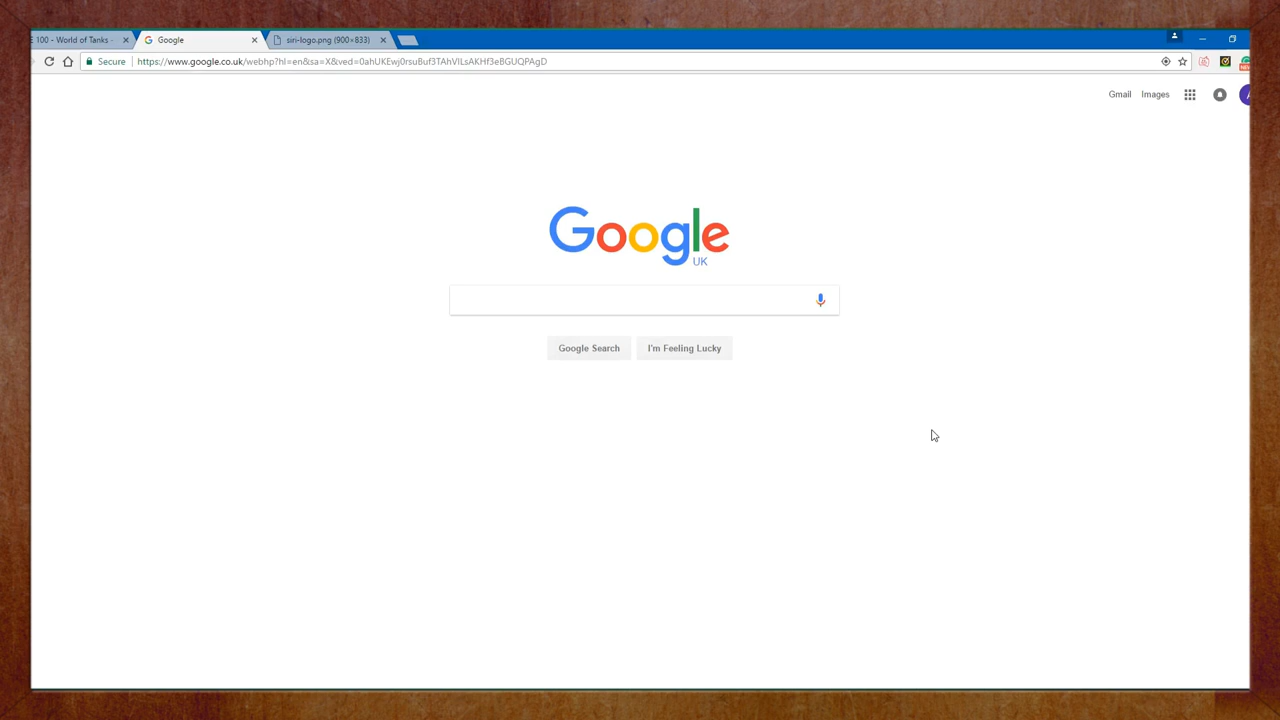 E 100 - World of Tanks -
Google
siri-logo.png (900×833)
Secure
https://www.google.co.uk/webhp?hl=en&sa=X&ved=0ahUKEwj0rsuBuf3TAhVILsAKHf3eBGUQPAgD
NEW
Gmail
Images
A
Google
UK
Google Search
I'm Feeling Lucky